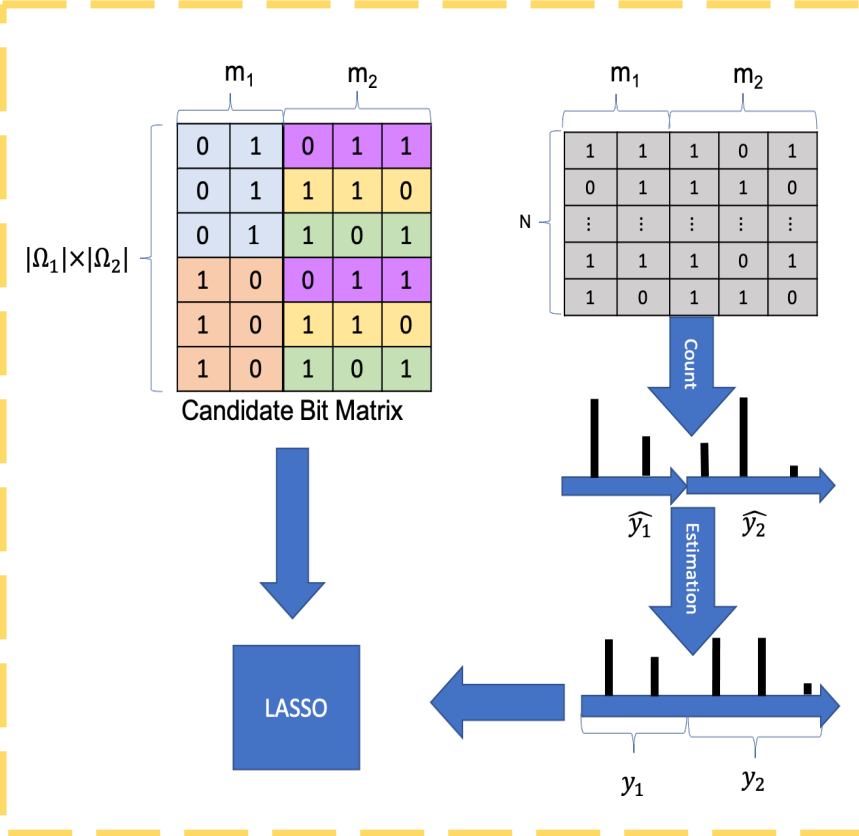 m₁ m₂
0 1 0 1 1
0 1 1 1 0
0 1 1 0 1
1 0 0 1 1
1 0 1 1 0
1 0 1 0 1
|Ω₁|×|Ω₂|
Candidate Bit Matrix
LASSO
m₁ m₂
N
1 1 1 0 1
0 1 1 1 0
⋮ ⋮ ⋮ ⋮ ⋮
1 1 1 0 1
1 0 1 1 0
Count
ŷ₁ ŷ₂
Estimation
y₁ y₂